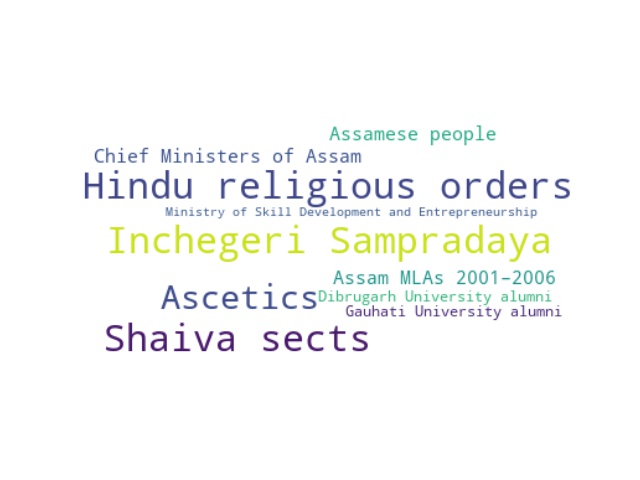 Assamese people
Chief Ministers of Assam
Hindu religious orders
Ministry of Skill Development and Entrepreneurship
Inchegeri Sampradaya
Assam MLAs 2001–2006
Ascetics
Dibrugarh University alumni
Gauhati University alumni
Shaiva sects